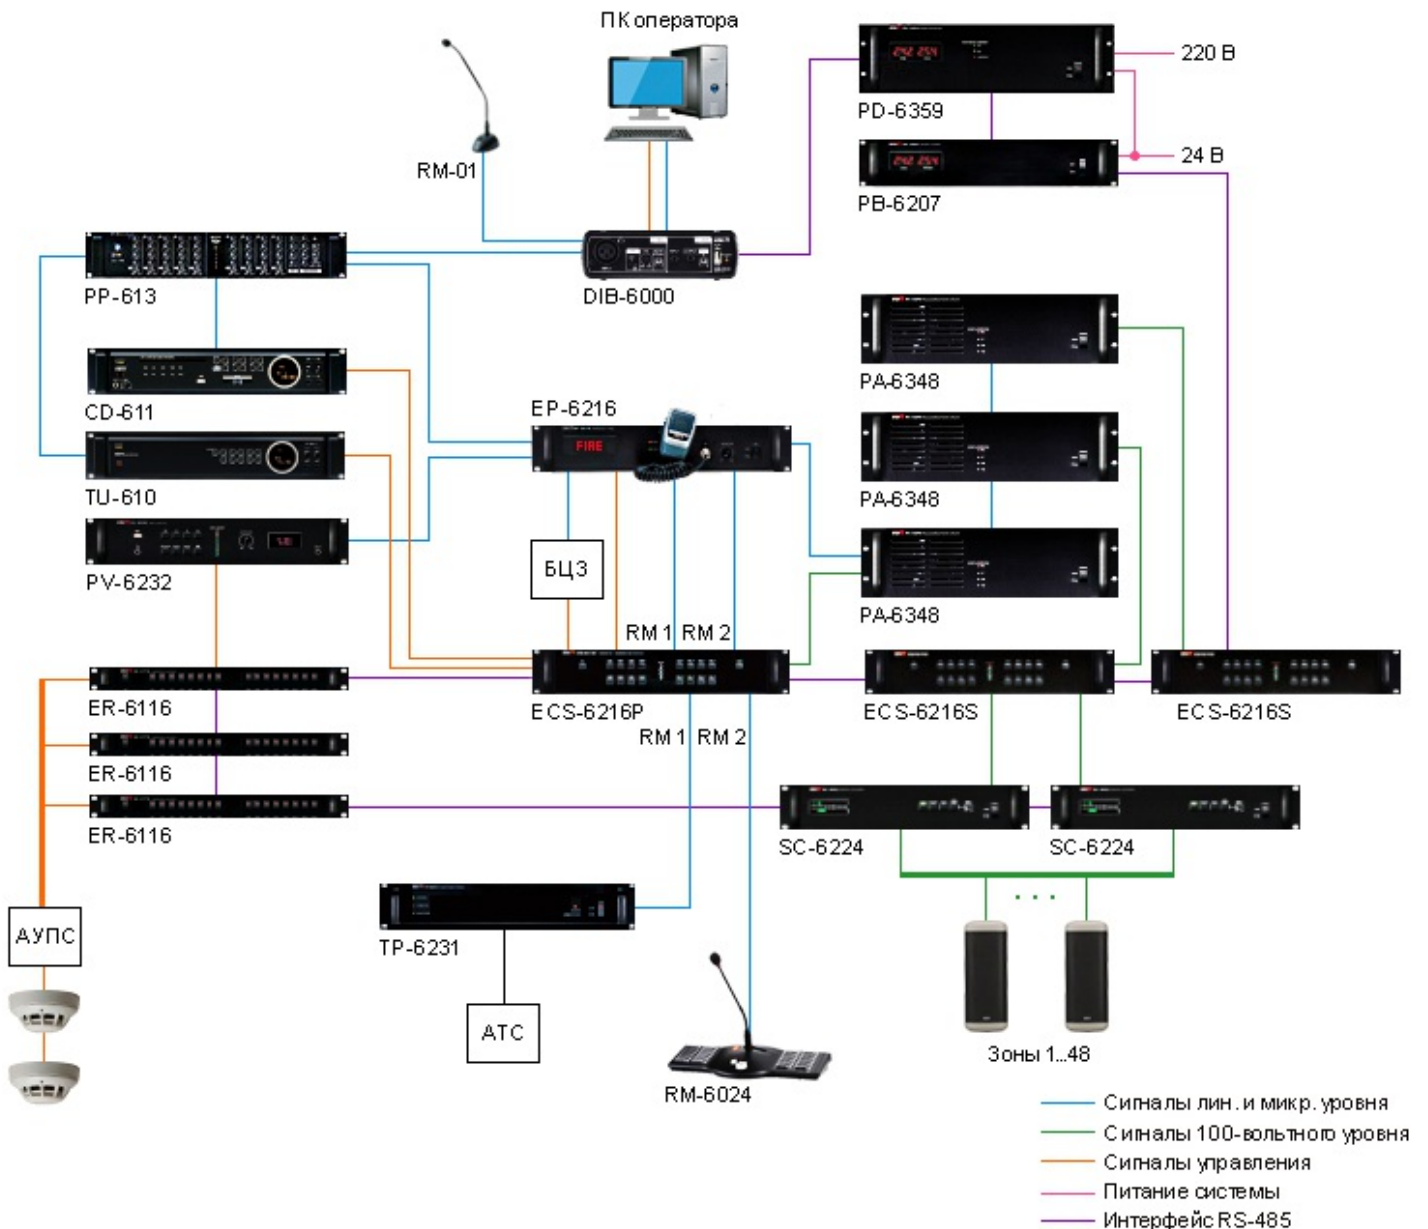 ПК оператора
220 В
PD-6359
24 В
RM-01
PB-6207
PP-613
DIB-6000
PA-6348
CD-611
EP-6216
FIRE
PA-6348
TU-610
БЦЗ
PV-6232
PA-6348
RM 1 RM 2
ER-6116
ECS-6216P
ECS-6216S
ECS-6216S
RM 1 RM 2
ER-6116
ER-6116
SC-6224
SC-6224
АУПС
TP-6231
АТС
Зоны 1...48
RM-6024
Сигналы лин. и микр. уровня
Сигналы 100-вольтного уровня
Сигналы управления
Питание системы
Интерфейс RS-485